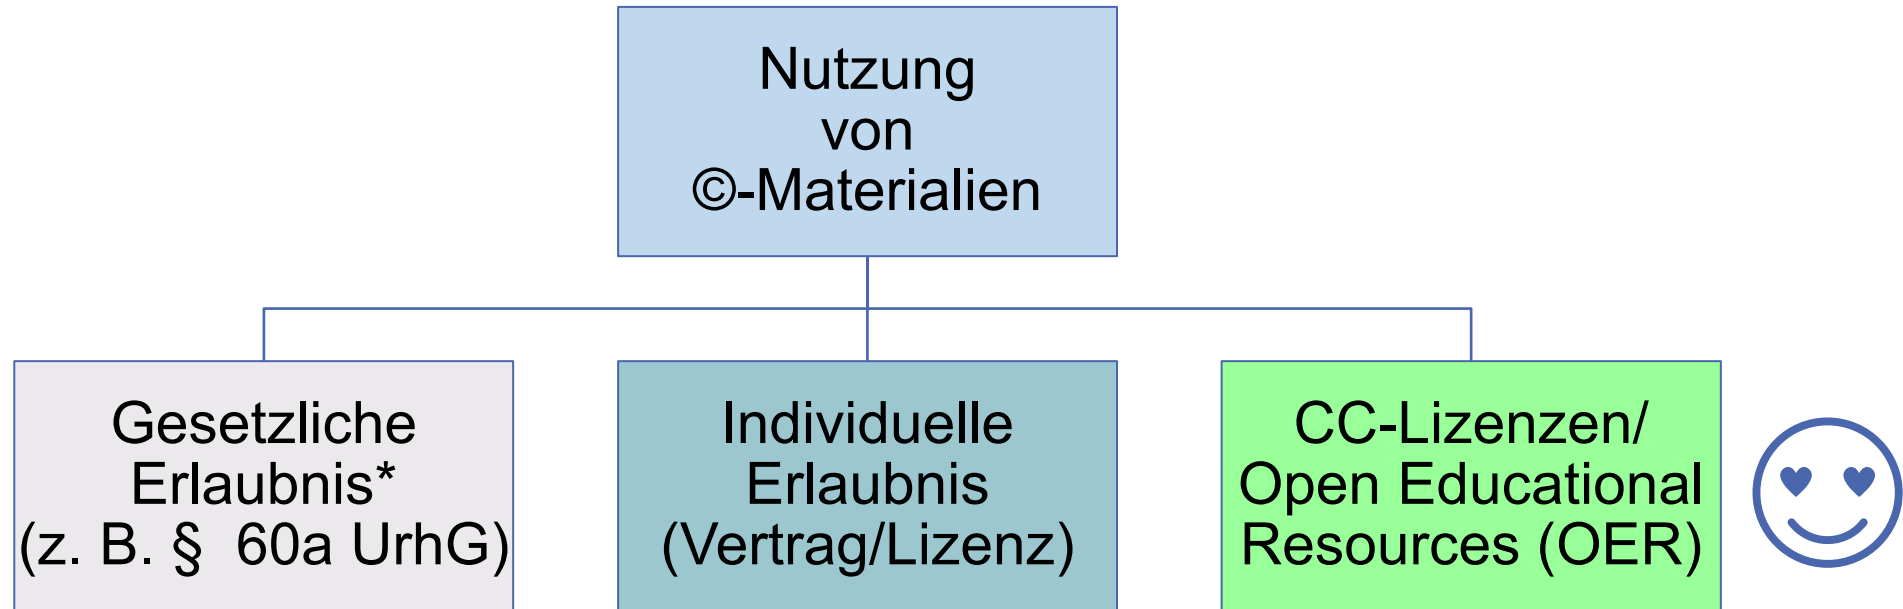 Nutzung
von
©-Materialien
Gesetzliche
Erlaubnis*
(z. B. § 60a UrhG)
Individuelle
Erlaubnis
(Vertrag/Lizenz)
CC-Lizenzen/
Open Educational
Resources (OER)